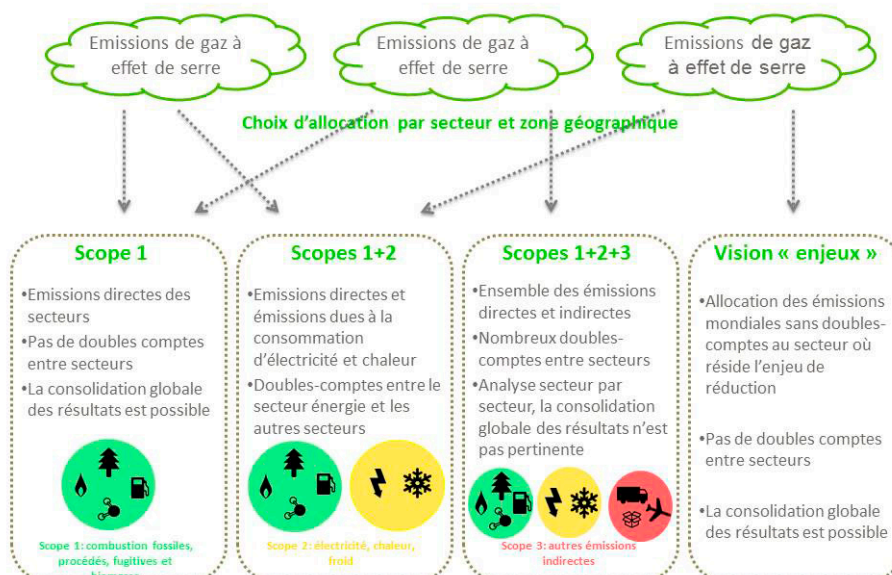 Emissions de gaz à
effet de serre
Emissions de gaz à
effet de serre
Emissions de gaz
à effet de serre
Choix d'allocation par secteur et zone géographique
Scope 1
•Emissions directes des
secteurs
•Pas de doubles comptes
entre secteurs
•La consolidation globale
des résultats est possible
Scope 1: combustion fossiles,
procédés, fugitives et
Scopes 1+2
•Emissions directes et
émissions dues à la
consommation
d'électricité et chaleur
•Doubles-comptes entre le
secteur énergie et les
autres secteurs
Scope 2: électricité, chaleur,
froid
Scopes 1+2+3
•Ensemble des émissions
directes et indirectes
•Nombreux doubles-
comptes entre secteurs
•Analyse secteur par
secteur, la consolidation
globale des résultats n'est
pas pertinente
Scope 3: autres émissions
indirectes
Vision « enjeux »
•Allocation des émissions
mondiales sans doubles-
comptes au secteur où
réside l'enjeu de
réduction
•Pas de doubles comptes
entre secteurs
•La consolidation globale
des résultats est possible